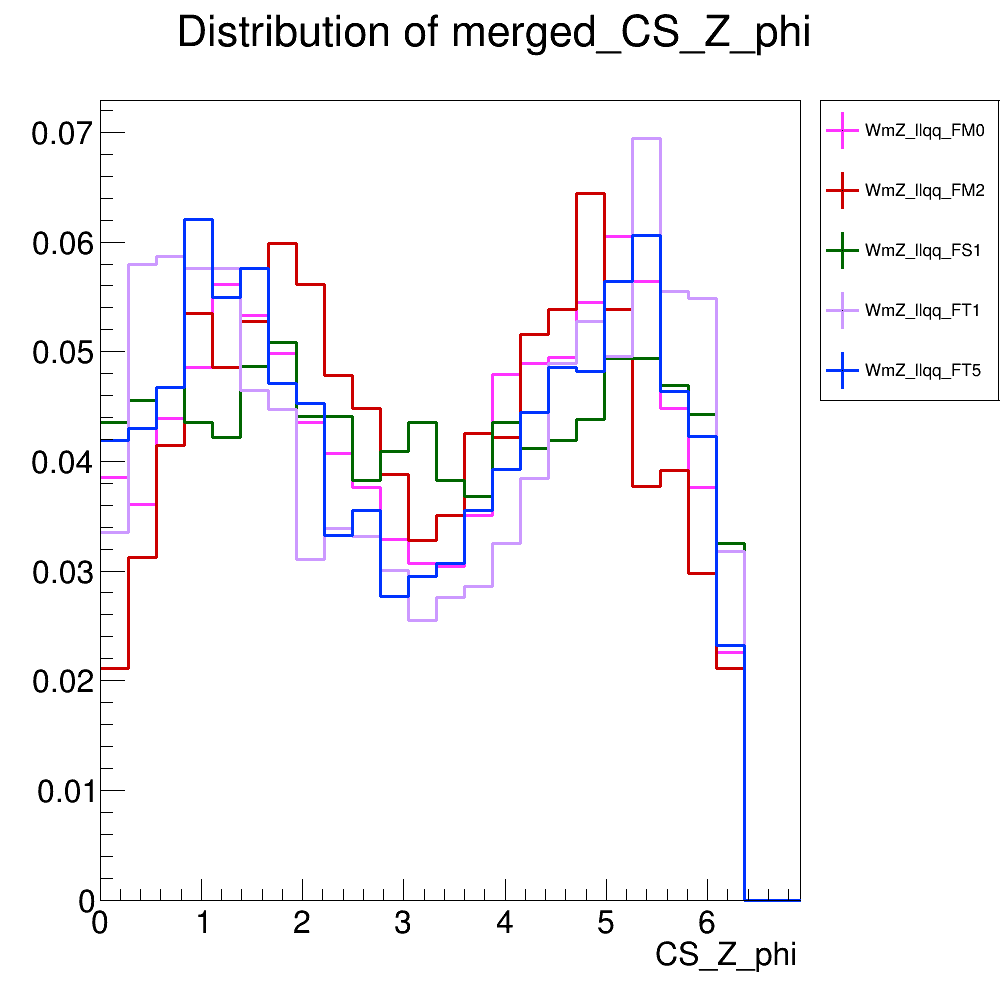 Distribution of merged_CS_Z_phi
0.07
0.06
0.05
0.04
0.03
0.02
0.01
0
0 1 2 3 4 5 6
CS_Z_phi
WmZ_llqq_FM0
WmZ_llqq_FM2
WmZ_llqq_FS1
WmZ_llqq_FT1
WmZ_llqq_FT5